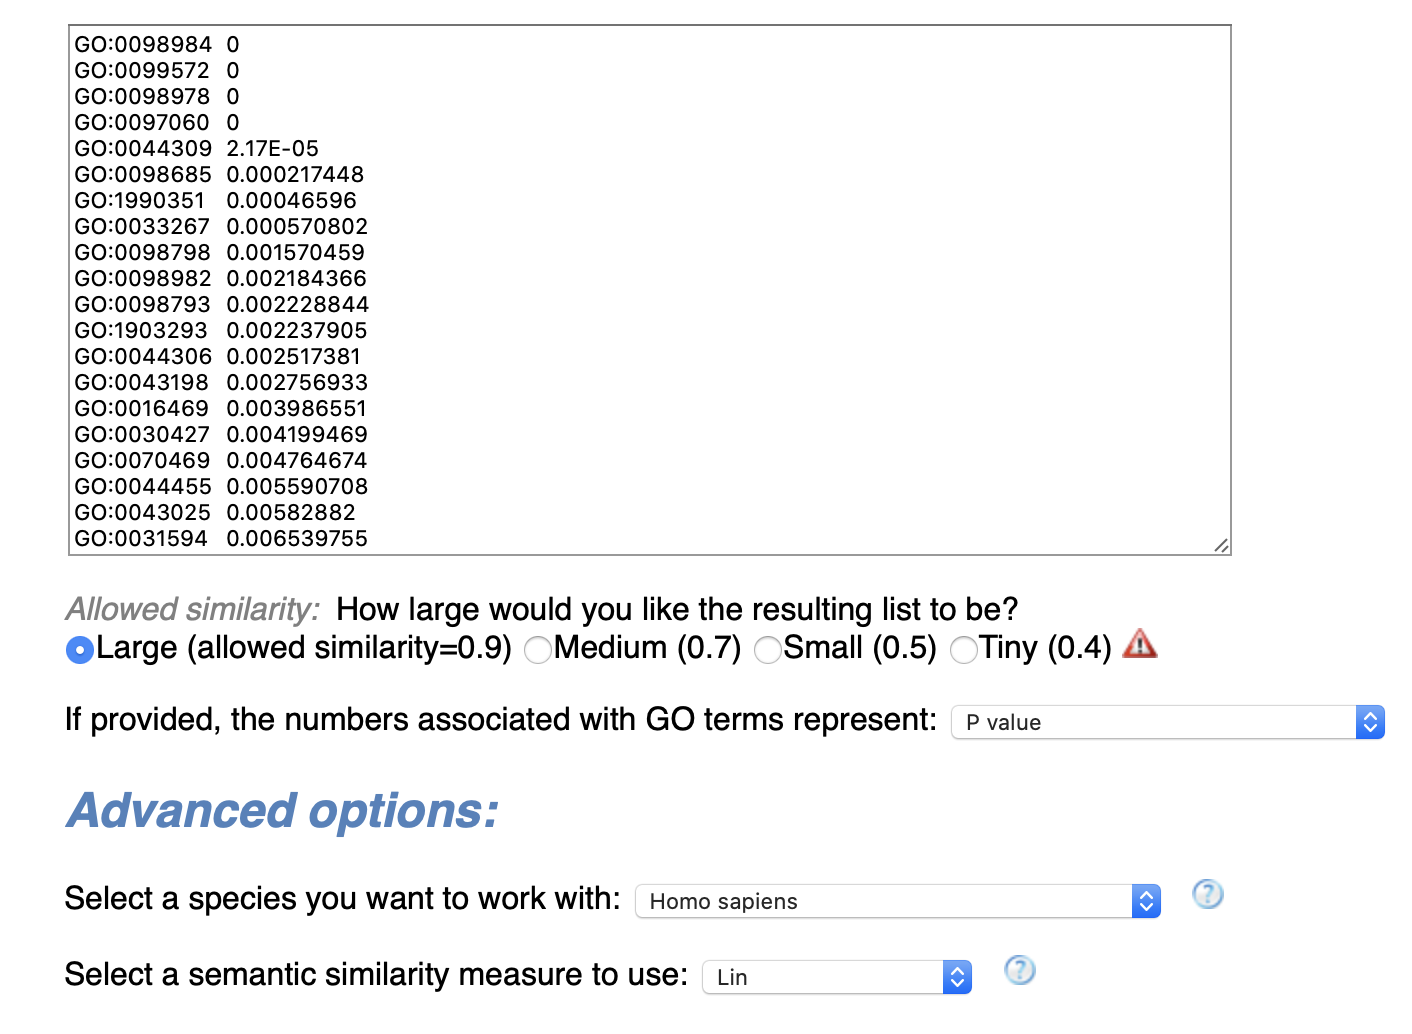 GO:0098984 0
GO:0099572 0
GO:0098978 0
GO:0097060 0
GO:0044309 2.17E-05
GO:0098685 0.000217448
GO:1990351 0.00046596
GO:0033267 0.000570802
GO:0098798 0.001570459
GO:0098982 0.002184366
GO:0098793 0.002228844
GO:1903293 0.002237905
GO:0044306 0.002517381
GO:0043198 0.002756933
GO:0016469 0.003986551
GO:0030427 0.004199469
GO:0070469 0.004764674
GO:0044455 0.005590708
GO:0043025 0.00582882
GO:0031594 0.006539755
Allowed similarity: How large would you like the resulting list to be?
Large (allowed similarity=0.9) Medium (0.7) Small (0.5) Tiny (0.4)
If provided, the numbers associated with GO terms represent: P value
Advanced options:
Select a species you want to work with: Homo sapiens ?
Select a semantic similarity measure to use: Lin ?